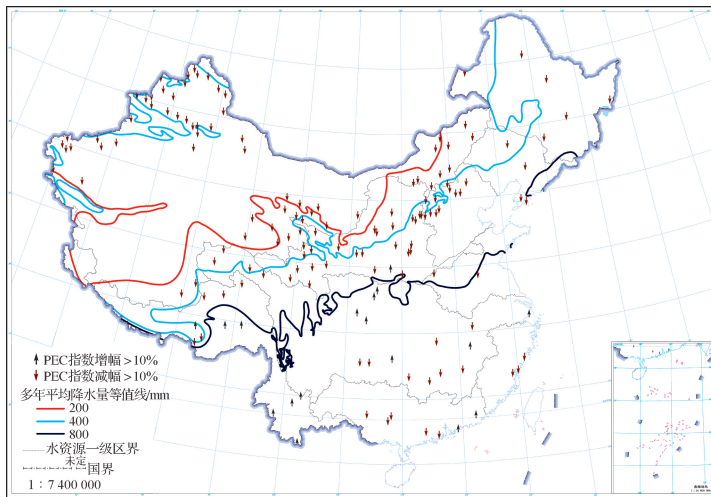 PEC指数增幅>10%
PEC指数减幅>10%
多年平均降水量等值线/mm
200
400
800
水资源一级区界
未定
国界
1：7 400 000